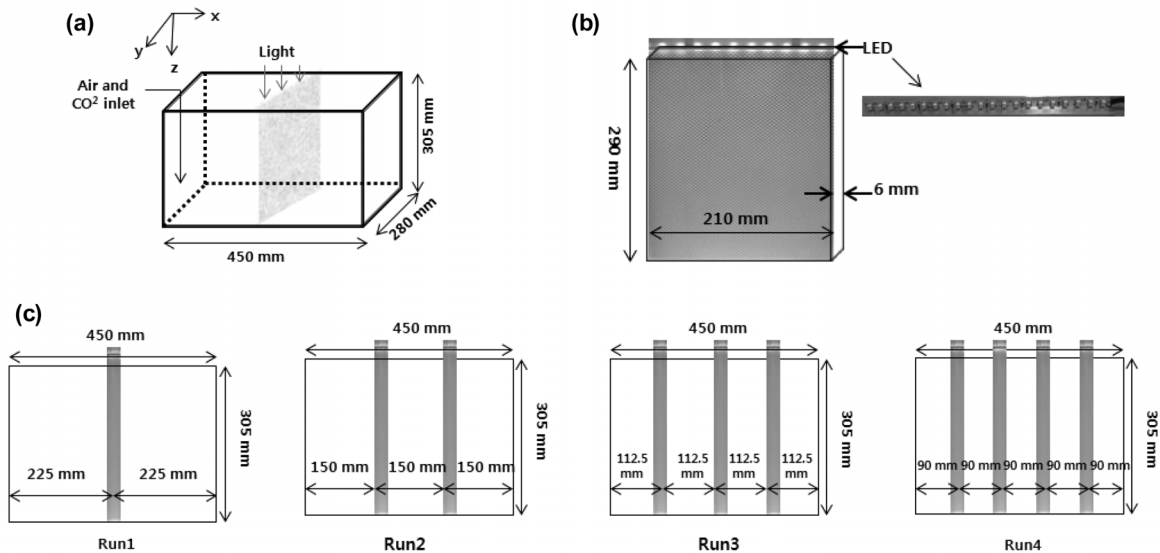 (a)
x
y
z
Light
Air and
CO² inlet
305 mm
280 mm
450 mm
(b)
LED
290 mm
6 mm
210 mm
(c)
450 mm
305 mm
225 mm
225 mm
Run1
450 mm
305 mm
150 mm
150 mm
150 mm
Run2
450 mm
305 mm
112.5
mm
112.5
mm
112.5
mm
112.5
mm
Run3
450 mm
305 mm
90 mm
90 mm
90 mm
90 mm
90 mm
Run4